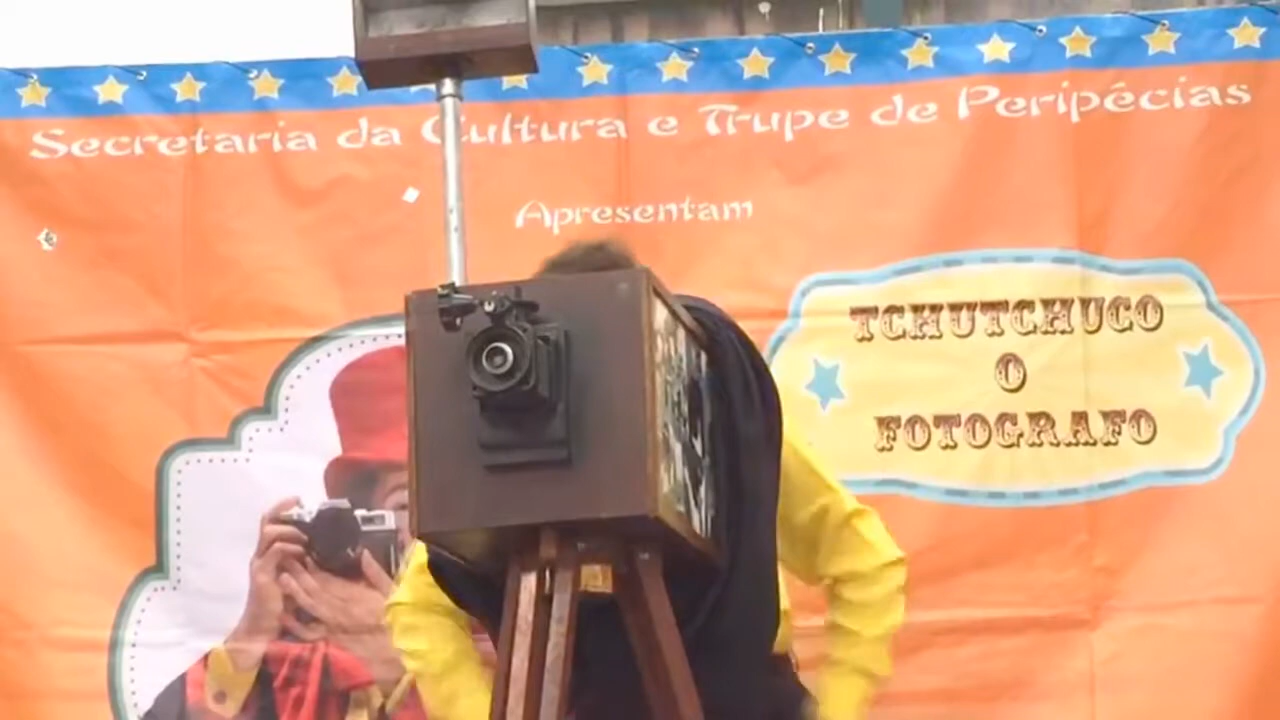 Secretaria da Cultura e Trupe de Peripécias
Apresentam
TCHUTCHUCO
O
FOTOGRAFO